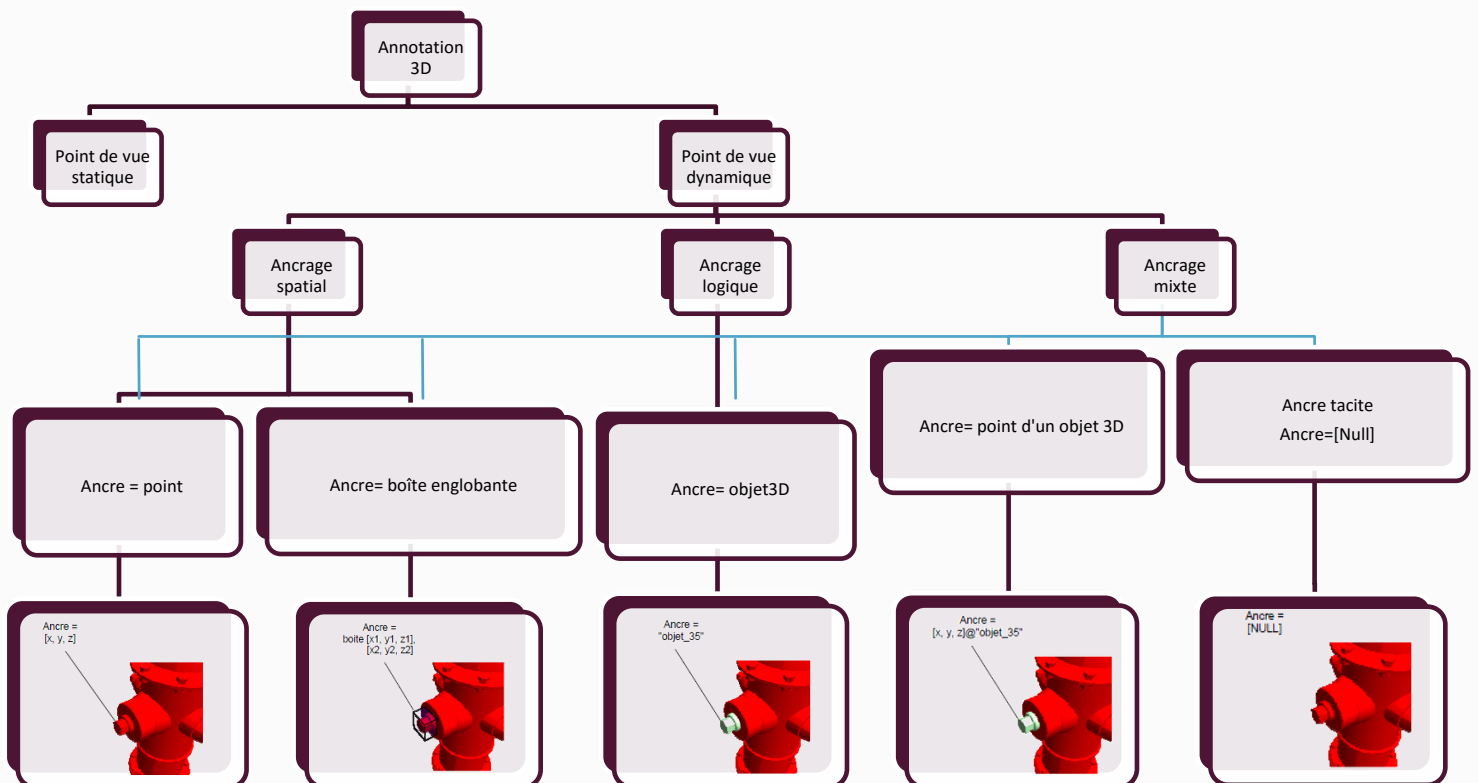 Annotation
3D
Point de vue
statique
Point de vue
dynamique
Ancrage
spatial
Ancrage
logique
Ancrage
mixte
Ancre = point
Ancre= boîte englobante
Ancre= objet3D
Ancre= point d'un objet 3D
Ancre tacite
Ancre=[Null]
Ancre =
[x, y, z]
Ancre =
boite [x1, y1, z1],
[x2, y2, z2]
Ancre =
"objet_35"
Ancre =
[x, y, z]@"objet_35"
Ancre =
[NULL]